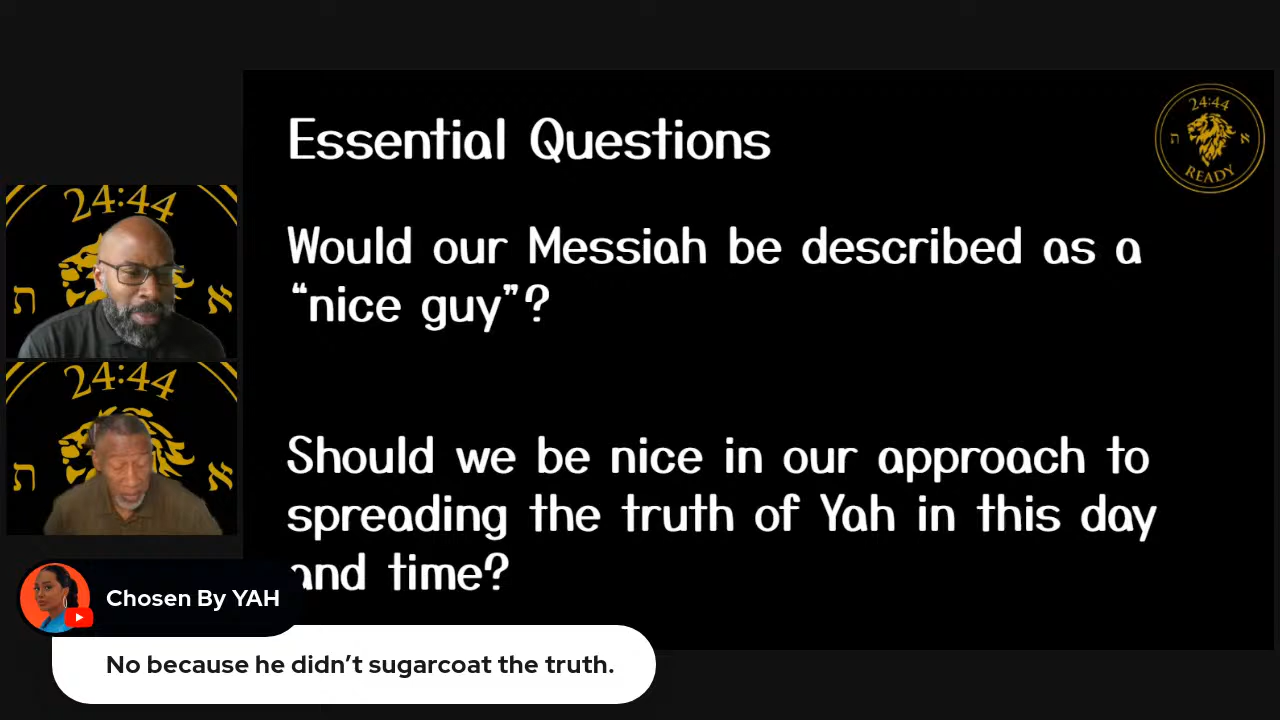 Essential Questions
Would our Messiah be described as a
“nice guy”?
Should we be nice in our approach to
spreading the truth of Yah in this day
and time?
24:44
ת
א
READY
24:44
ת
א
24:44
ת
א
Chosen By YAH
No because he didn’t sugarcoat the truth.